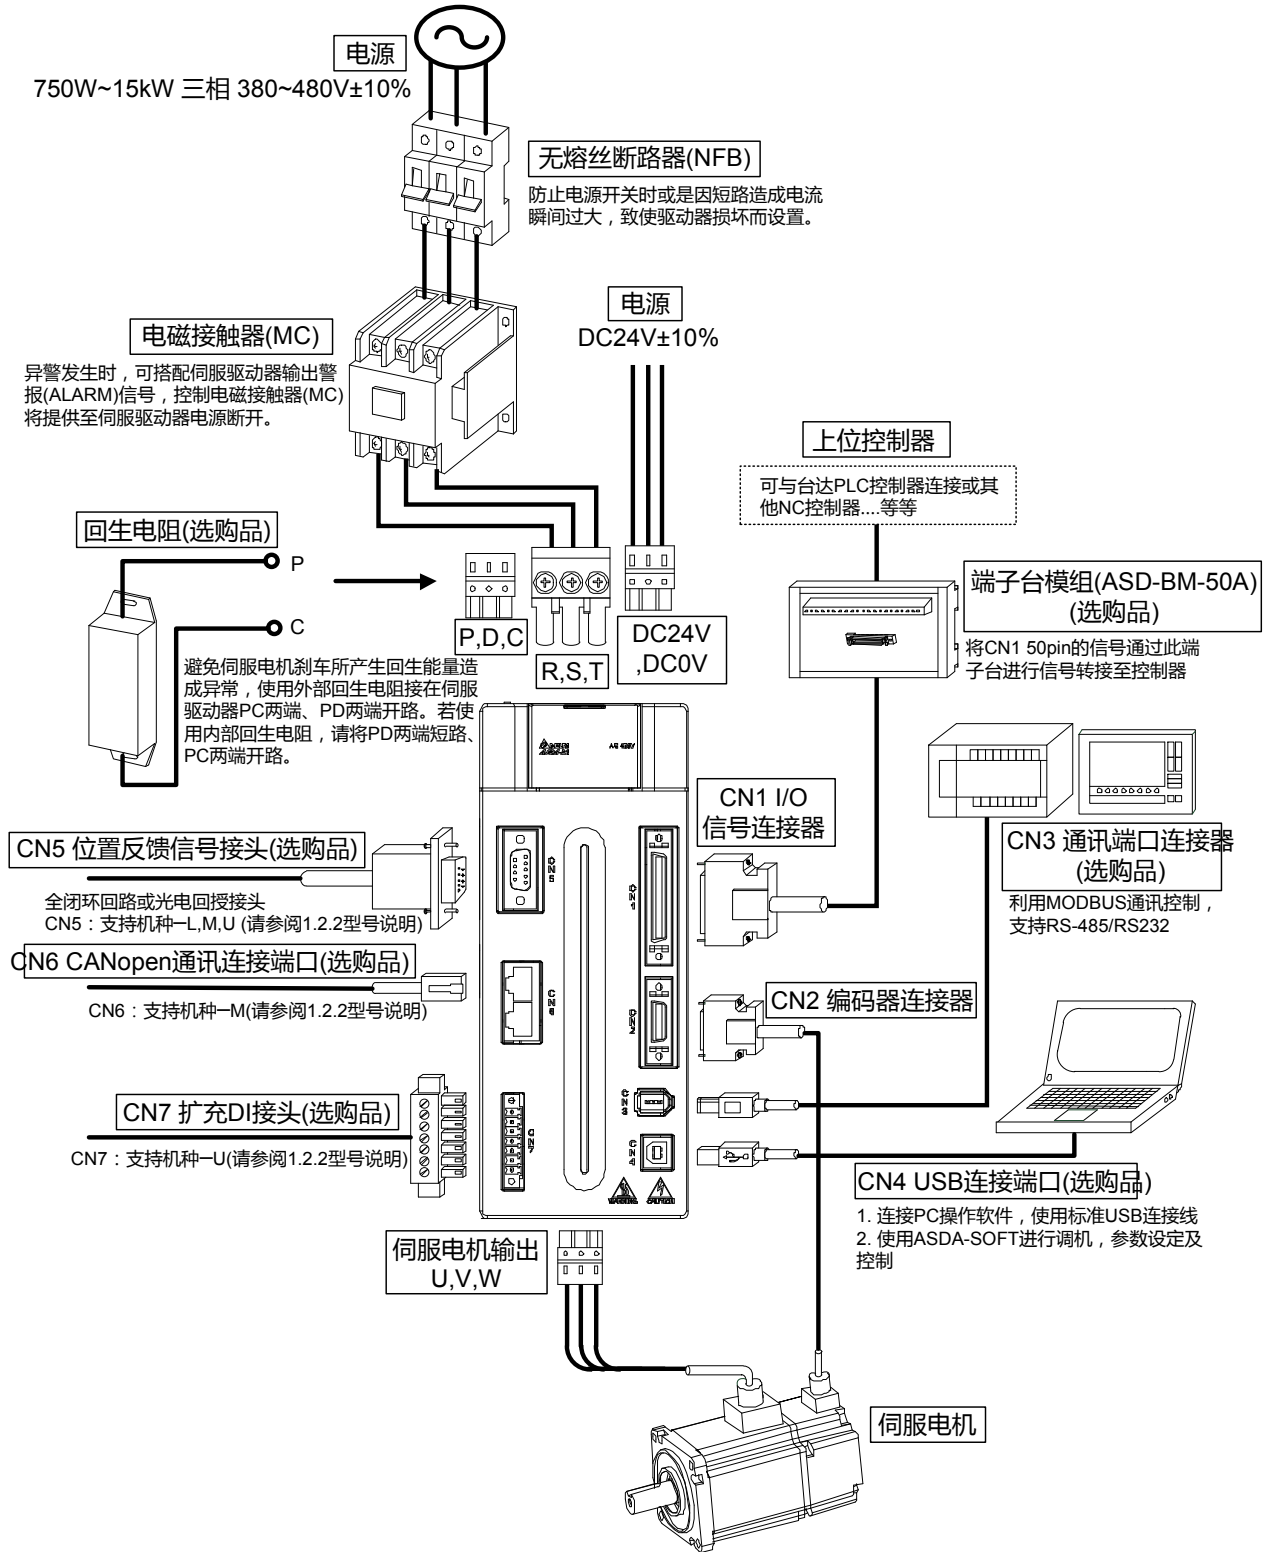 电源
750W~15kW 三相 380~480V±10%
无熔丝断路器(NFB)
防止电源开关时或是因短路造成电流
瞬间过大，致使驱动器损坏而设置。
电磁接触器(MC)
异警发生时，可搭配伺服驱动器输出警
报(ALARM)信号，控制电磁接触器(MC)
将提供至伺服驱动器电源断开。
电源
DC24V±10%
上位控制器
可与台达PLC控制器连接或其
他NC控制器....等等
回生电阻(选购品)
P
C
避免伺服电机刹车所产生回生能量造
成异常，使用外部回生电阻接在伺服
驱动器PC两端、PD两端开路。若使
用内部回生电阻，请将PD两端短路、
PC两端开路。
P,D,C
R,S,T
DC24V
,DC0V
端子台模组(ASD-BM-50A)
(选购品)
将CN1 50pin的信号通过此端
子台进行信号转接至控制器
CN1 I/O
信号连接器
CN3 通讯端口连接器
(选购品)
利用MODBUS通讯控制，
支持RS-485/RS232
CN5 位置反馈信号接头(选购品)
全闭环回路或光电回授接头
CN5：支持机种─L,M,U (请参阅1.2.2型号说明)
CN6 CANopen通讯连接端口(选购品)
CN6：支持机种─M(请参阅1.2.2型号说明)
CN2 编码器连接器
CN7 扩充DI接头(选购品)
CN7：支持机种─U(请参阅1.2.2型号说明)
CN5
CN1
CN6
CN2
CN3
CN7
CN4
CN4 USB连接端口(选购品)
1. 连接PC操作软件，使用标准USB连接线
2. 使用ASDA-SOFT进行调机，参数设定及
控制
伺服电机输出
U,V,W
伺服电机